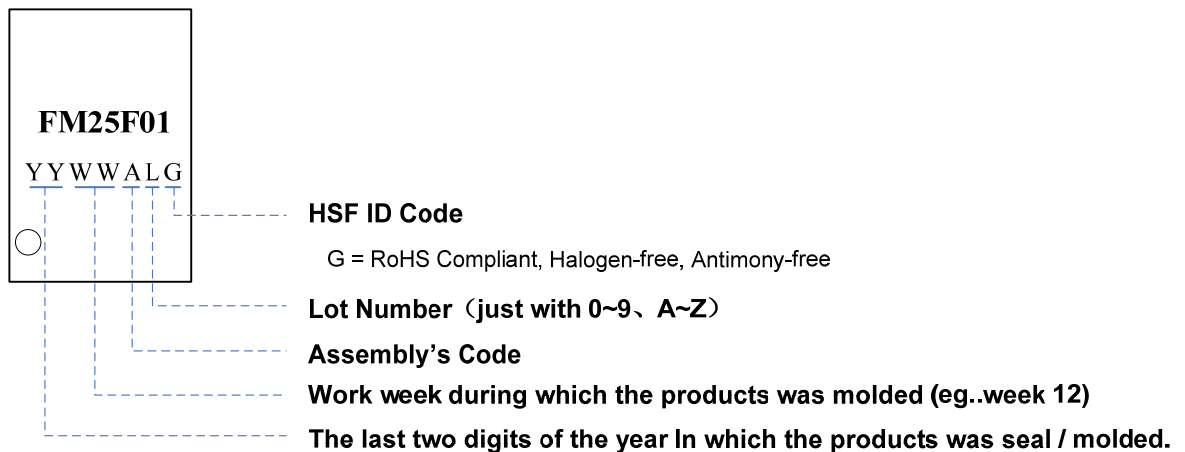 FM25F01
YYWWALG
HSF ID Code
G = RoHS Compliant, Halogen-free, Antimony-free
Lot Number（just with 0~9、A~Z）
Assembly's Code
Work week during which the products was molded (eg..week 12)
The last two digits of the year In which the products was seal / molded.